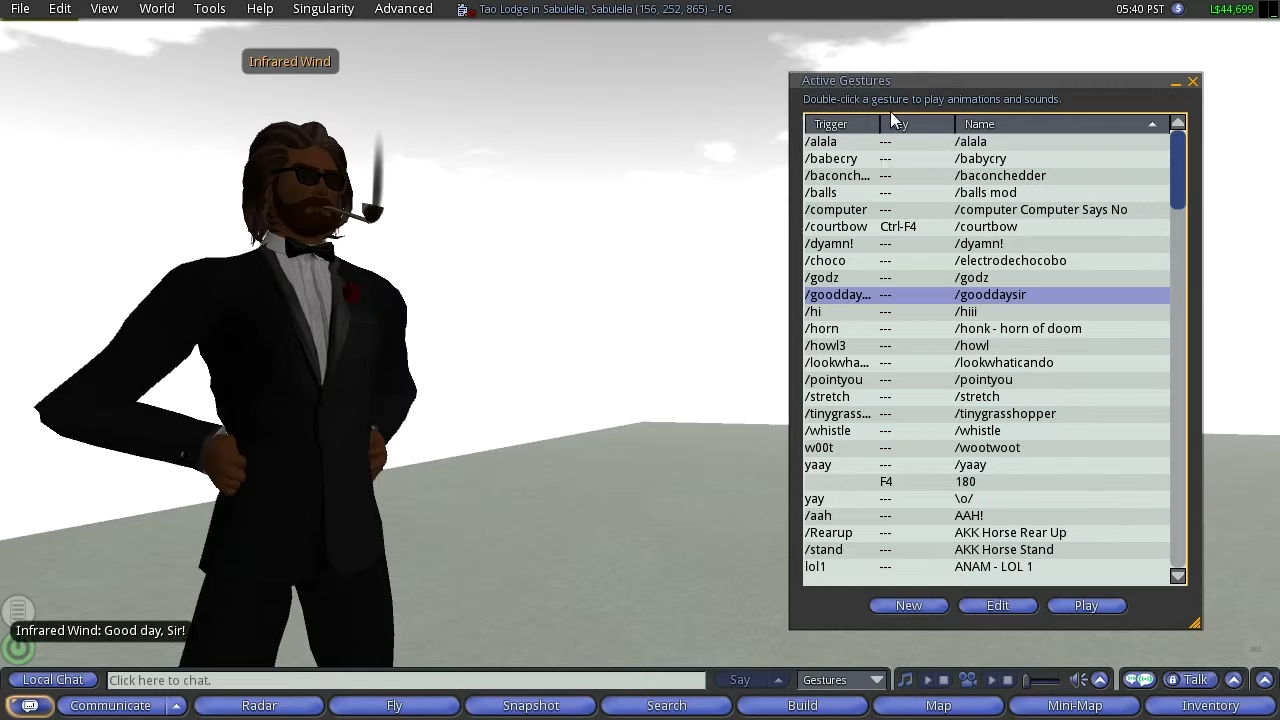 File Edit View World Tools Help Singularity Advanced Tao Lodge in Sabulella, Sabulella (156, 252, 865) - PG 05:40 PST $ L$44,699
Infrared Wind
Active Gestures
Double-click a gesture to play animations and sounds.
Trigger Key Name
/alala --- /alala
/babecry --- /babycry
/baconch... --- /baconchedder
/balls --- /balls mod
/computer --- /computer Computer Says No
/courtbow Ctrl-F4 /courtbow
/dyamn! --- /dyamn!
/choco --- /electrodechocobo
/godz --- /godz
/goodday... --- /gooddaysir
/hi --- /hiii
/horn --- /honk - horn of doom
/howl3 --- /howl
/lookwha... --- /lookwhaticando
/pointyou --- /pointyou
/stretch --- /stretch
/tinygrass... --- /tinygrasshopper
/whistle --- /whistle
w00t --- /wootwoot
yaay --- /yaay
F4 180
yay --- \o/
/aah --- AAH!
/Rearup --- AKK Horse Rear Up
/stand --- AKK Horse Stand
lol1 --- ANAM - LOL 1
New Edit Play
Infrared Wind: Good day, Sir!
Local Chat Click here to chat. Say Gestures Talk
Communicate Radar Fly Snapshot Search Build Map Mini-Map Inventory